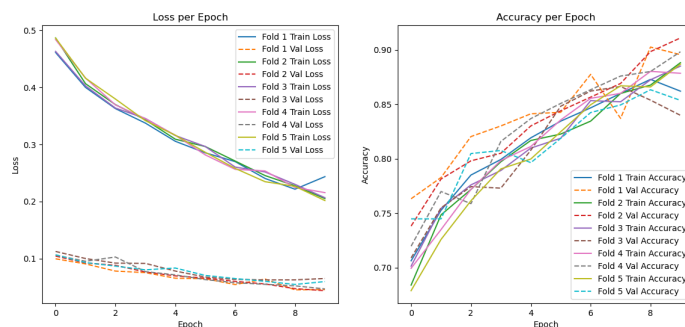 Loss per Epoch
0.5
0.4
0.3
0.2
0.1
Loss
0
2
4
6
8
Epoch
Fold 1 Train Loss
Fold 1 Val Loss
Fold 2 Train Loss
Fold 2 Val Loss
Fold 3 Train Loss
Fold 3 Val Loss
Fold 4 Train Loss
Fold 4 Val Loss
Fold 5 Train Loss
Fold 5 Val Loss
Accuracy per Epoch
0.90
0.85
0.80
0.75
0.70
Accuracy
0
2
4
6
8
Epoch
Fold 1 Train Accuracy
Fold 1 Val Accuracy
Fold 2 Train Accuracy
Fold 2 Val Accuracy
Fold 3 Train Accuracy
Fold 3 Val Accuracy
Fold 4 Train Accuracy
Fold 4 Val Accuracy
Fold 5 Train Accuracy
Fold 5 Val Accuracy